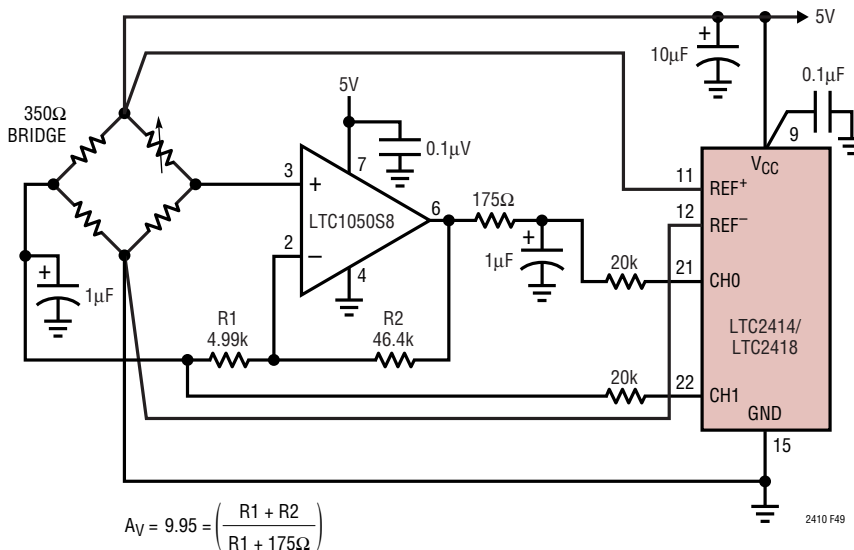 5V
10μF
0.1μF
350Ω
BRIDGE
5V
0.1μV
9
VCC
3
7
+
LTC1050S8
2
−
4
6
175Ω
+
1μF
+
1μF
+
11
REF+
12
REF−
20k
21
CH0
R1
4.99k
R2
46.4k
LTC2414/
LTC2418
20k
22
CH1
GND
15
AV = 9.95 = (R1 + R2 / R1 + 175Ω)
2410 F49